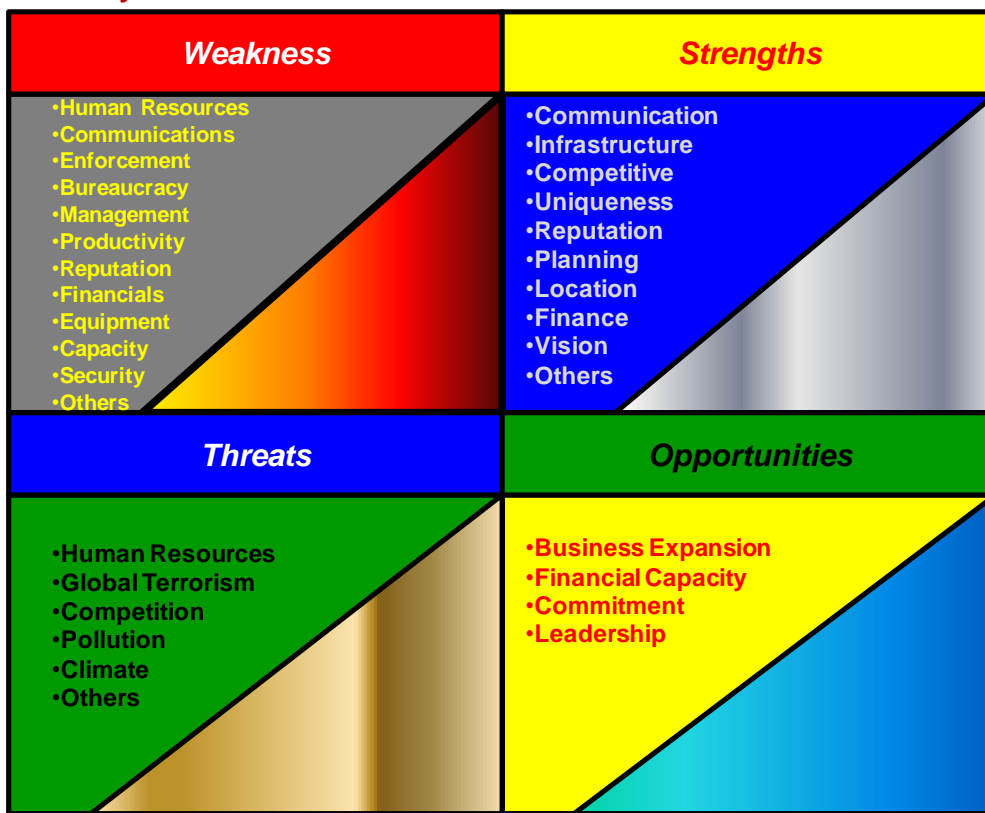 Weakness
•Human Resources
•Communications
•Enforcement
•Bureaucracy
•Management
•Productivity
•Reputation
•Financials
•Equipment
•Capacity
•Security
•Others
Strengths
•Communication
•Infrastructure
•Competitive
•Uniqueness
•Reputation
•Planning
•Location
•Finance
•Vision
•Others
Threats
•Human Resources
•Global Terrorism
•Competition
•Pollution
•Climate
•Others
Opportunities
•Business Expansion
•Financial Capacity
•Commitment
•Leadership